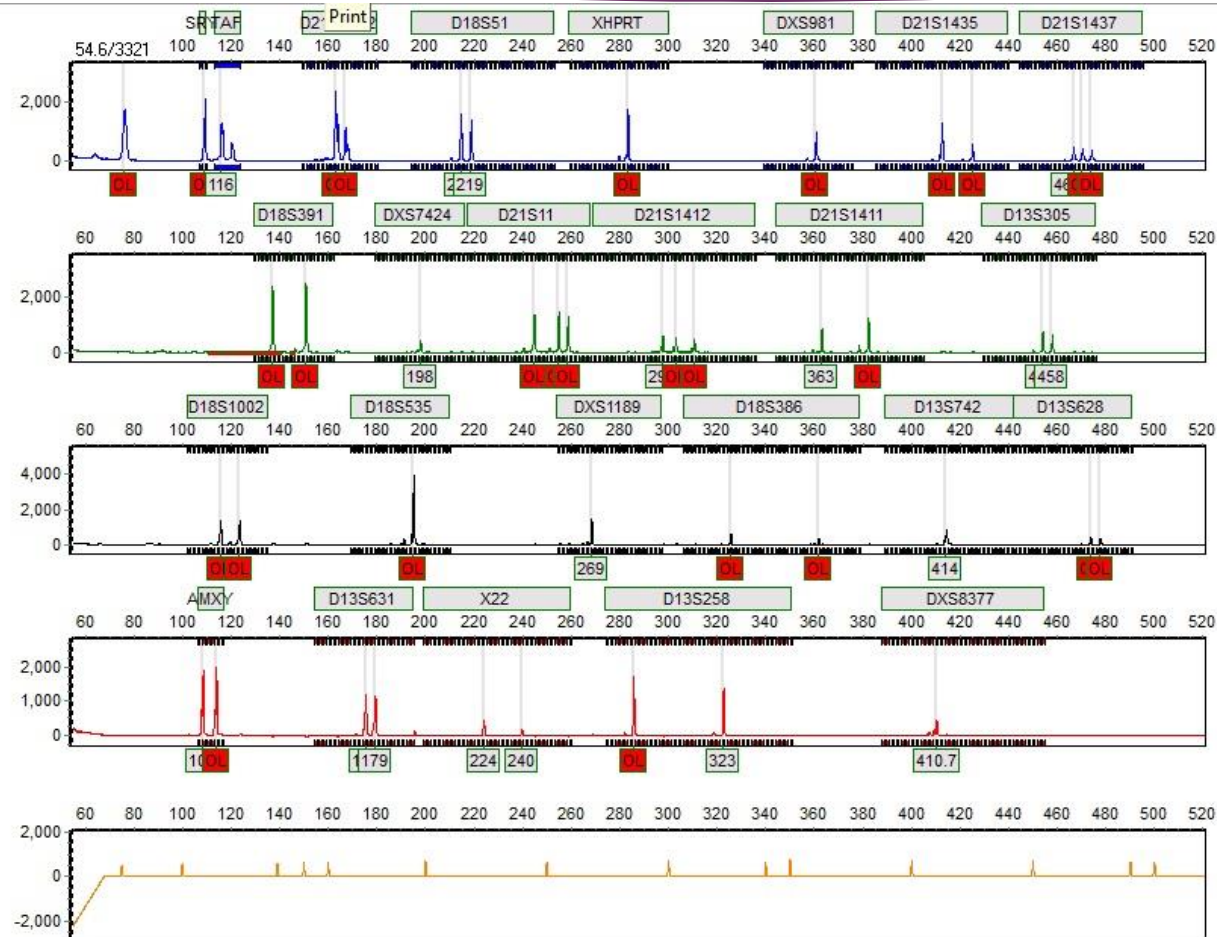 SRY TAF D21 Print D18S51 XHPRT DXS981 D21S1435 D21S1437
54.6/3321 100 120 140 160 180 200 220 240 260 280 300 320 340 360 380 400 420 440 460 480 500 520
2,000
0
OL 116 OL 219 OL OL OL OL OL
D18S391 DXS7424 D21S11 D21S1412 D21S1411 D13S305
60 80 100 120 140 160 180 200 220 240 260 280 300 320 340 360 380 400 420 440 460 480 500 520
2,000
0
OL OL 198 OL OL OL 363 OL 458
D18S1002 D18S535 DXS1189 D18S386 D13S742 D13S628
60 80 100 120 140 160 180 200 220 240 260 280 300 320 340 360 380 400 420 440 460 480 500 520
4,000
2,000
0
OL OL 269 OL OL 414 OL
AMXY D13S631 X22 D13S258 DXS8377
60 80 100 120 140 160 180 200 220 240 260 280 300 320 340 360 380 400 420 440 460 480 500 520
2,000
1,000
0
OL 179 224 240 OL 323 410.7
60 80 100 120 140 160 180 200 220 240 260 280 300 320 340 360 380 400 420 440 460 480 500 520
2,000
0
-2,000